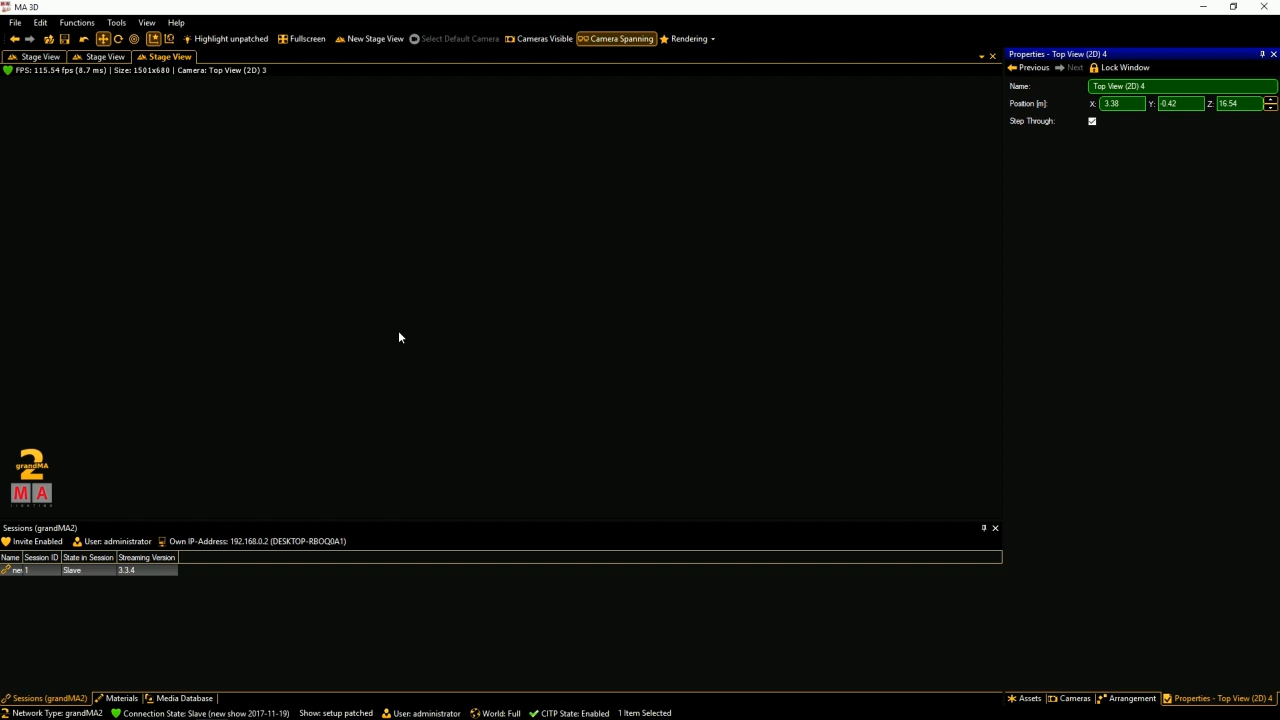 MA 3D
File Edit Functions Tools View Help
Highlight unpatched Fullscreen New Stage View Select Default Camera Cameras Visible Camera Spanning Rendering
Stage View Stage View Stage View
FPS: 115.54 fps (8.7 ms) | Size: 1501x680 | Camera: Top View (2D) 3
Properties - Top View (2D) 4
Previous Next Lock Window
Name: Top View (2D) 4
Position [m]: X: 3.38 Y: -0.42 Z: 16.54
Step Through:
2
grandMA
MA
LIGHTING
Sessions (grandMA2)
Invite Enabled User: administrator Own IP-Address: 192.168.0.2 (DESKTOP-RBOQ0A1)
Name Session ID State in Session Streaming Version
ne 1 Slave 3.3.4
Sessions (grandMA2) Materials Media Database
Assets Cameras Arrangement Properties - Top View (2D) 4
Network Type: grandMA2 Connection State: Slave (new show 2017-11-19) Show: setup patched User: administrator World: Full CITP State: Enabled 1 Item Selected